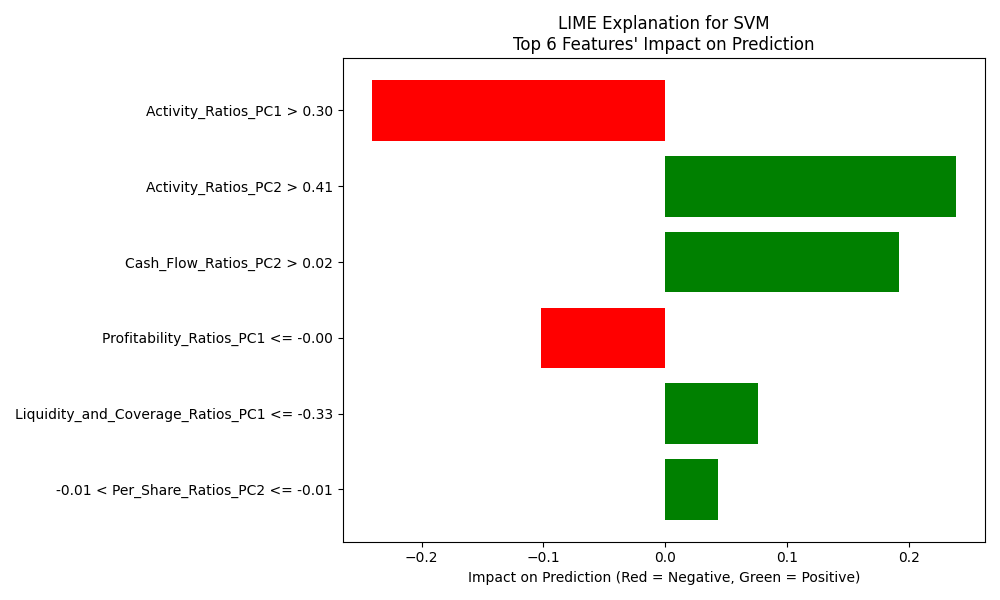 LIME Explanation for SVM
Top 6 Features' Impact on Prediction
Activity_Ratios_PC1 > 0.30
Activity_Ratios_PC2 > 0.41
Cash_Flow_Ratios_PC2 > 0.02
Profitability_Ratios_PC1 <= -0.00
Liquidity_and_Coverage_Ratios_PC1 <= -0.33
-0.01 < Per_Share_Ratios_PC2 <= -0.01
−0.2 −0.1 0.0 0.1 0.2
Impact on Prediction (Red = Negative, Green = Positive)